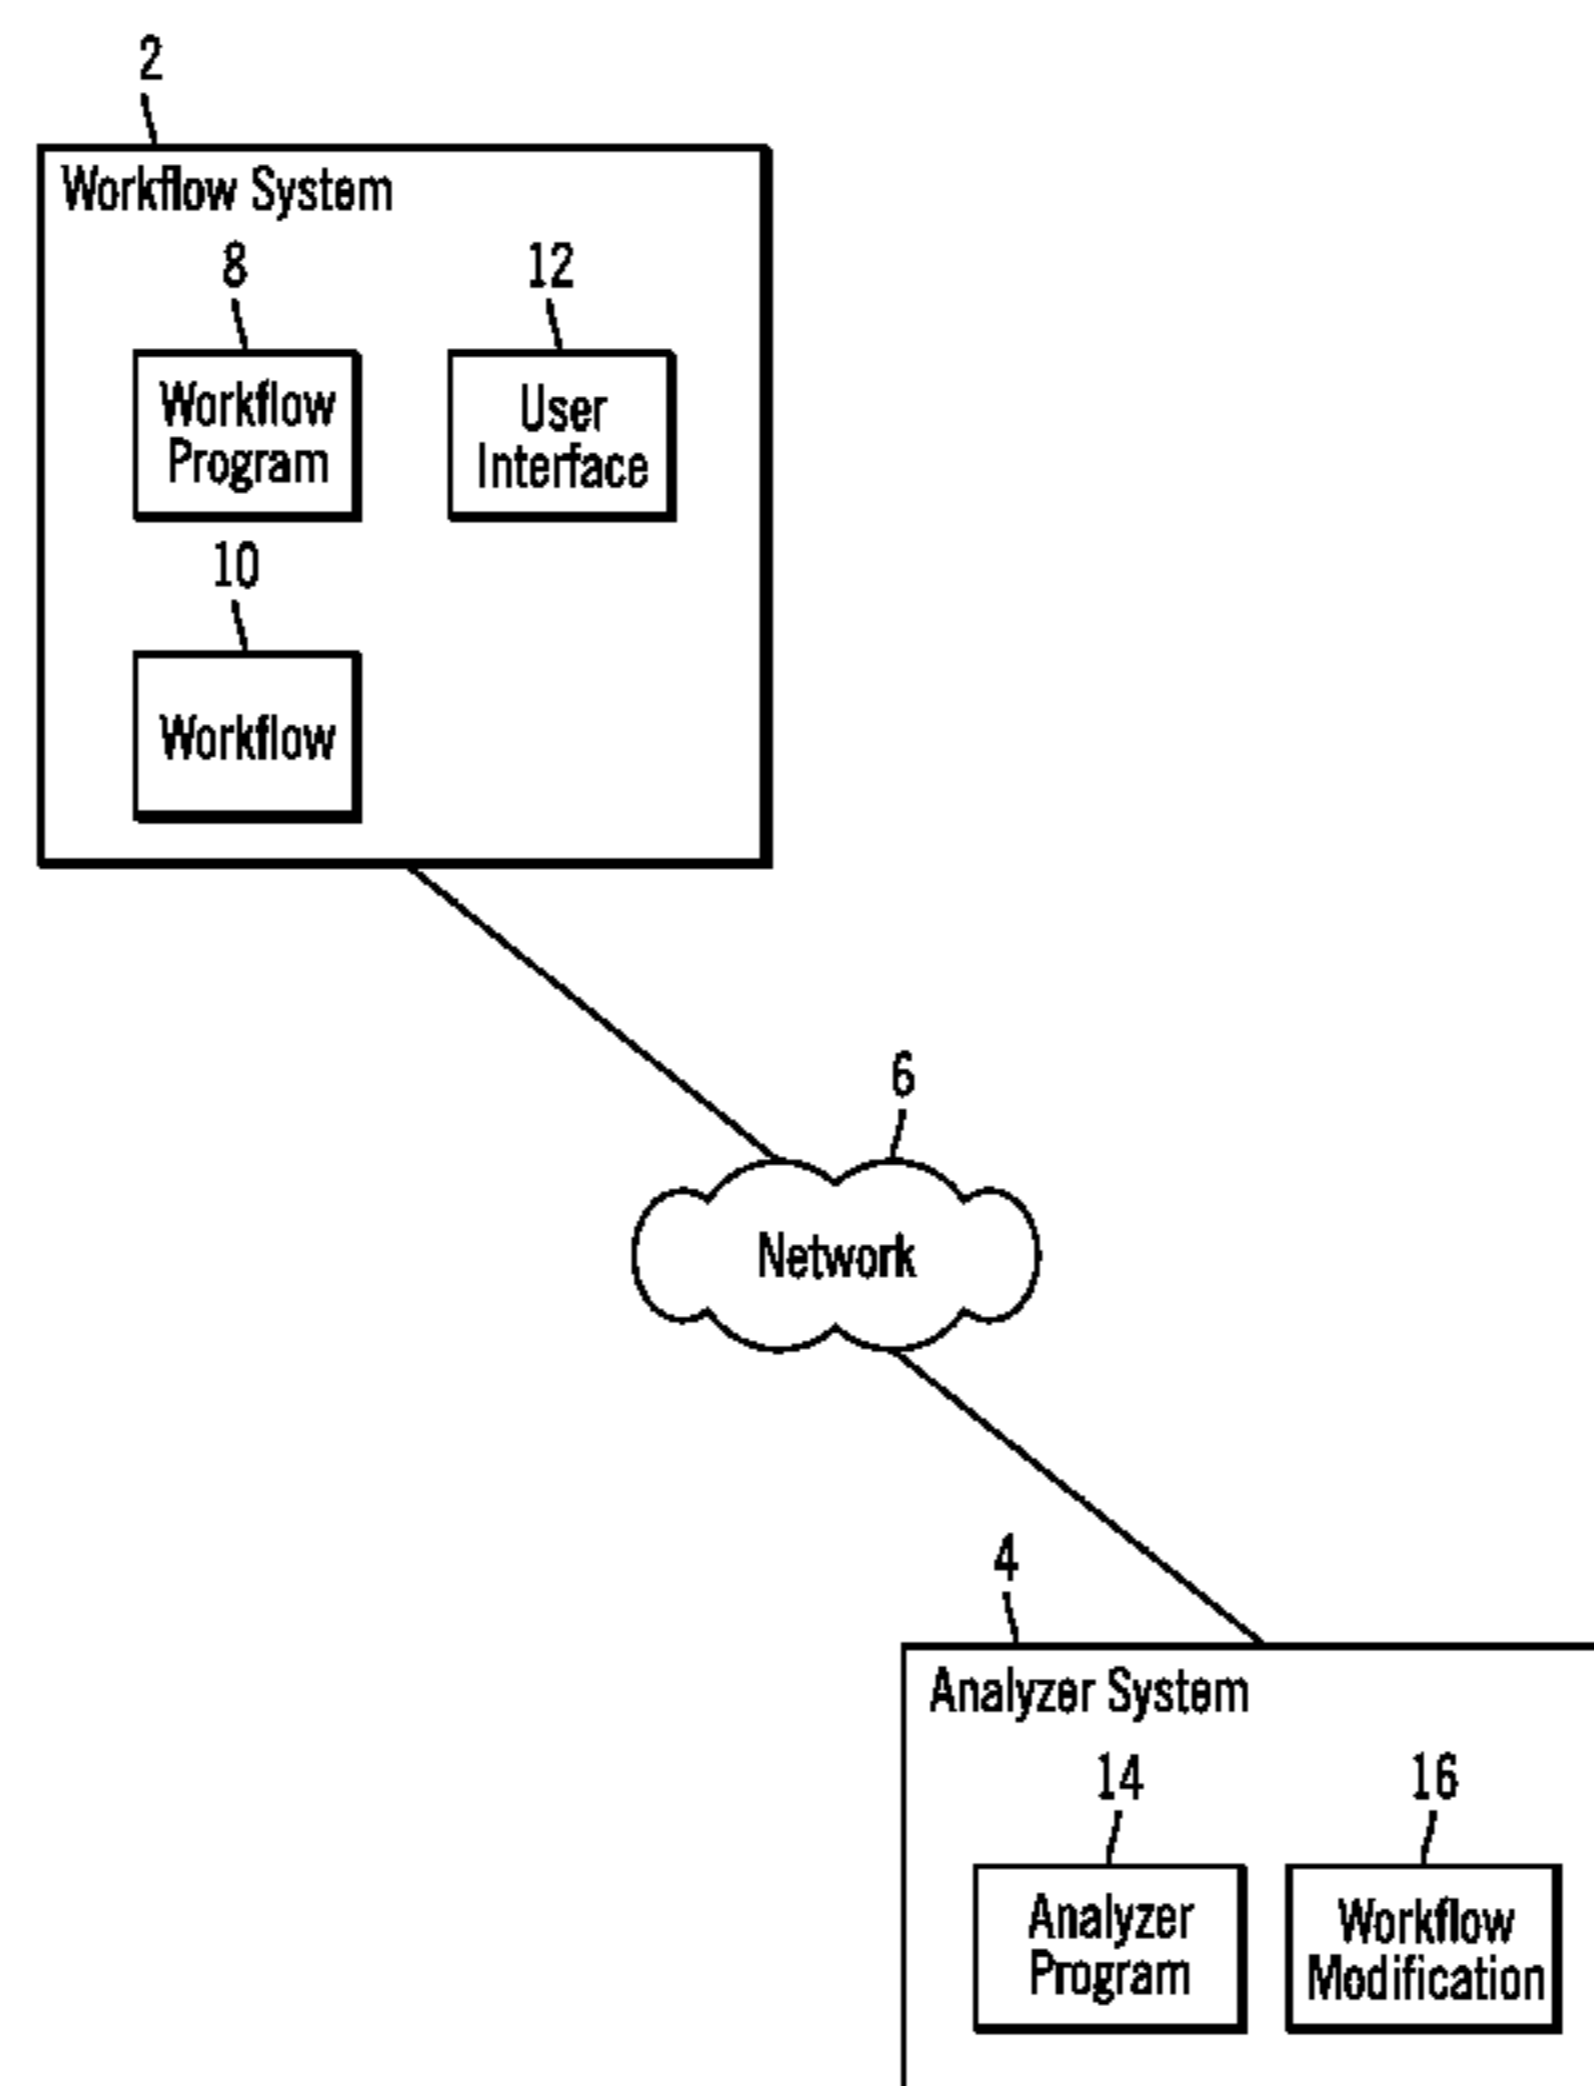 2
Workflow System
8
12
Workflow
Program
User
Interface
10
Workflow
6
Network
4
Analyzer System
14
16
Analyzer
Program
Workflow
Modification